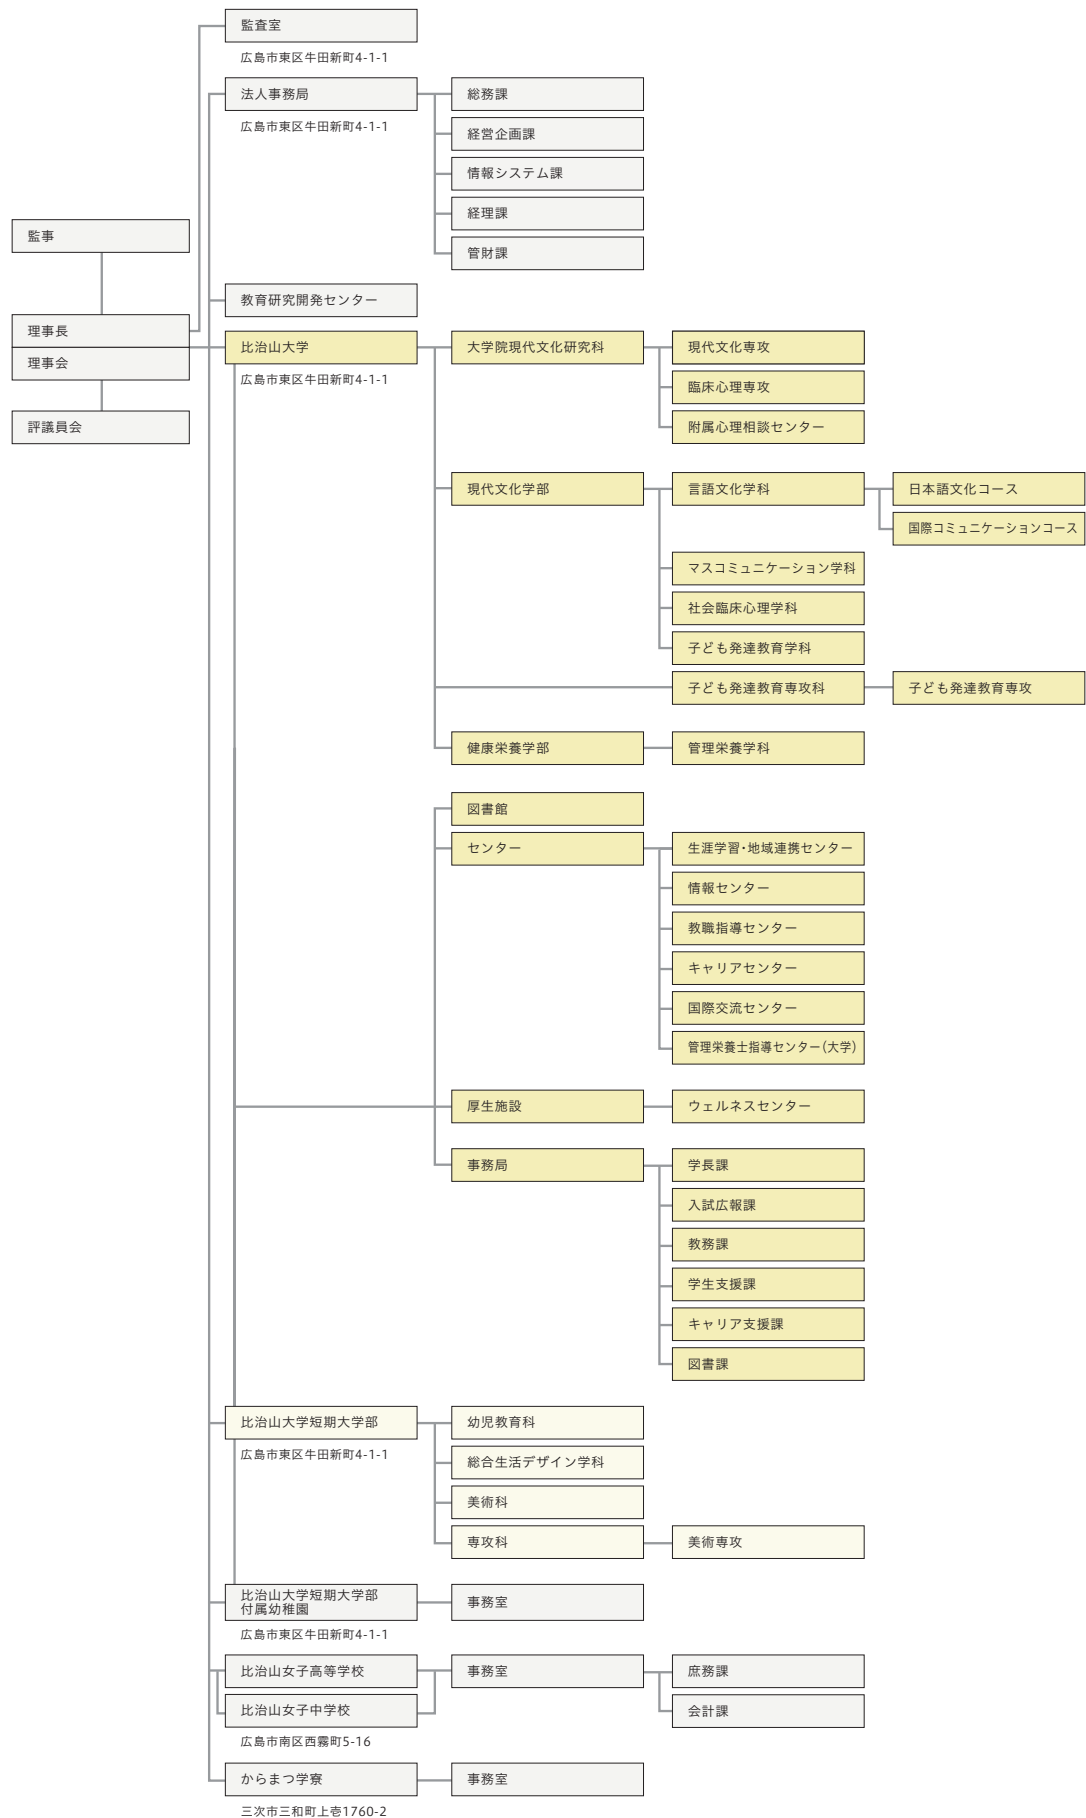 監査室
広島市東区牛田新町4-1-1
法人事務局
広島市東区牛田新町4-1-1
総務課
経営企画課
情報システム課
経理課
管財課
監事
理事長
理事会
評議員会
教育研究開発センター
比治山大学
広島市東区牛田新町4-1-1
大学院現代文化研究科
現代文化専攻
臨床心理専攻
附属心理相談センター
現代文化学部
言語文化学科
日本語文化コース
国際コミュニケーションコース
マスコミュニケーション学科
社会臨床心理学科
子ども発達教育学科
子ども発達教育専攻科
子ども発達教育専攻
健康栄養学部
管理栄養学科
図書館
センター
生涯学習・地域連携センター
情報センター
教職指導センター
キャリアセンター
国際交流センター
管理栄養士指導センター(大学)
厚生施設
ウェルネスセンター
事務局
学長課
入試広報課
教務課
学生支援課
キャリア支援課
図書課
比治山大学短期大学部
広島市東区牛田新町4-1-1
幼児教育科
総合生活デザイン学科
美術科
専攻科
美術専攻
比治山大学短期大学部
付属幼稚園
広島市東区牛田新町4-1-1
事務室
比治山女子高等学校
比治山女子中学校
広島市南区西霞町5-16
事務室
庶務課
会計課
からまつ学寮
三次市三和町上壱1760-2
事務室